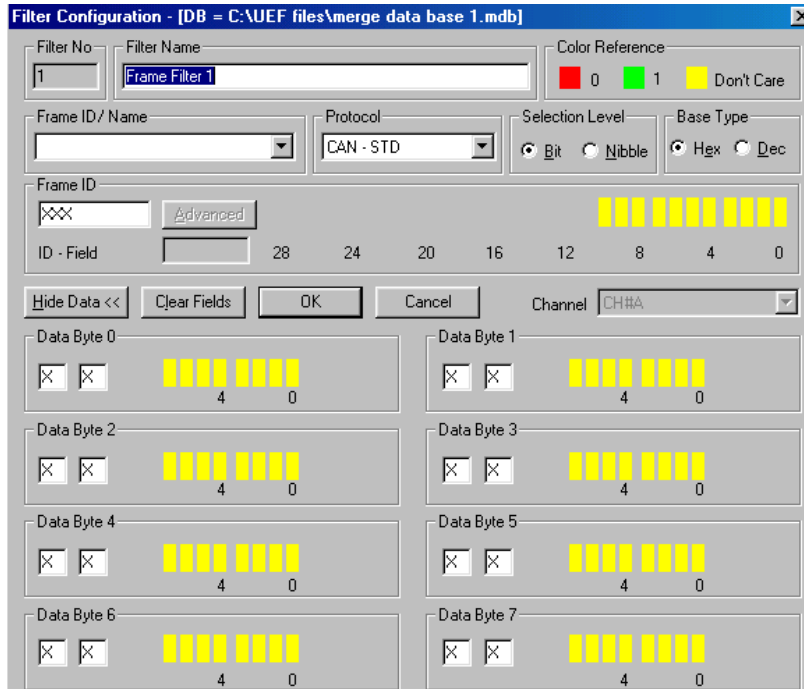 Filter Configuration - [DB = C:\UEF files\merge data base 1.mdb]
Filter No
Filter Name
Color Reference
1
Frame Filter 1
0
1
Don't Care
Frame ID / Name
Protocol
Selection Level
Base Type
CAN - STD
Bit
Nibble
Hex
Dec
Frame ID
XXX
Advanced
ID - Field
28
24
20
16
12
8
4
0
Hide Data <<
Clear Fields
OK
Cancel
Channel
CH#A
Data Byte 0
Data Byte 1
X X
4 0
X X
4 0
Data Byte 2
Data Byte 3
X X
4 0
X X
4 0
Data Byte 4
Data Byte 5
X X
4 0
X X
4 0
Data Byte 6
Data Byte 7
X X
4 0
X X
4 0